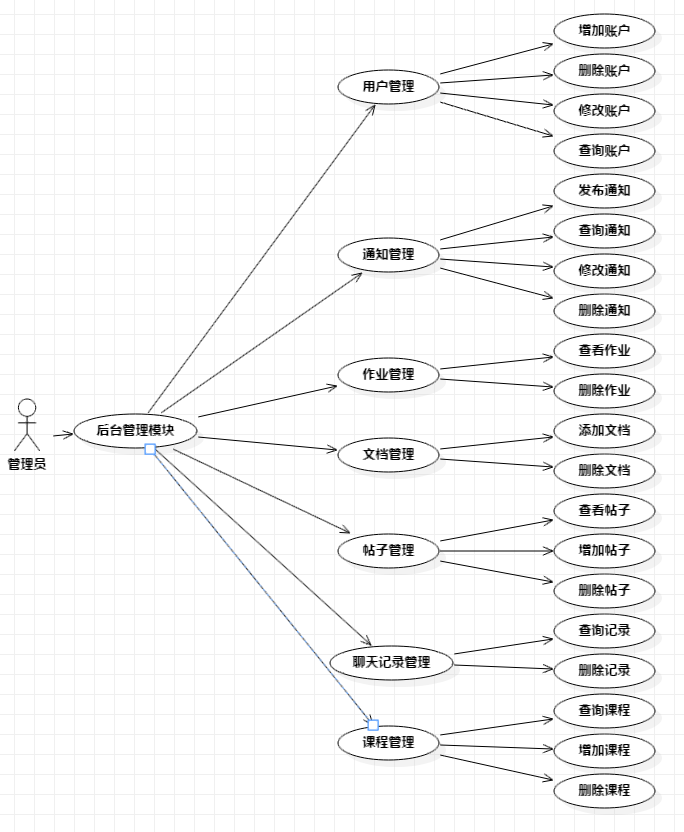 管理员
后台管理模块
用户管理
增加账户
删除账户
修改账户
查询账户
通知管理
发布通知
查询通知
修改通知
删除通知
作业管理
查看作业
删除作业
文档管理
添加文档
删除文档
帖子管理
查看帖子
增加帖子
删除帖子
聊天记录管理
查询记录
删除记录
课程管理
查询课程
增加课程
删除课程